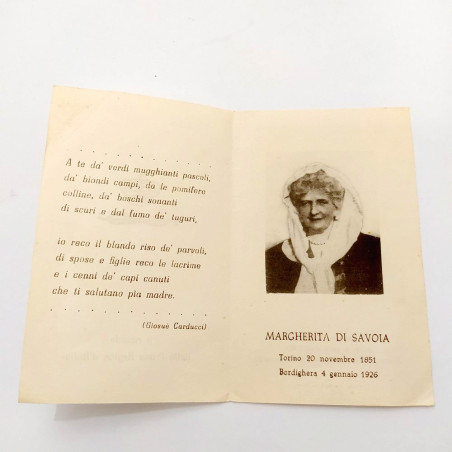 . . . . . . . . . . . . . .
A te da' verdi mugghianti pascoli,
da' biondi campi, da le pomifere
colline, da' boschi sonanti
di scuri e dal fumo de' tuguri,
io reco il blando riso de' parvoli,
di spose e figlie reco le lacrime
e i cenni de' capi canuti
che ti salutano pia madre.
. . . . . . . . . . . . . .
(Giosuè Carducci)
MARGHERITA DI SAVOIA
Torino 20 novembre 1851
Bordighera 4 gennaio 1926